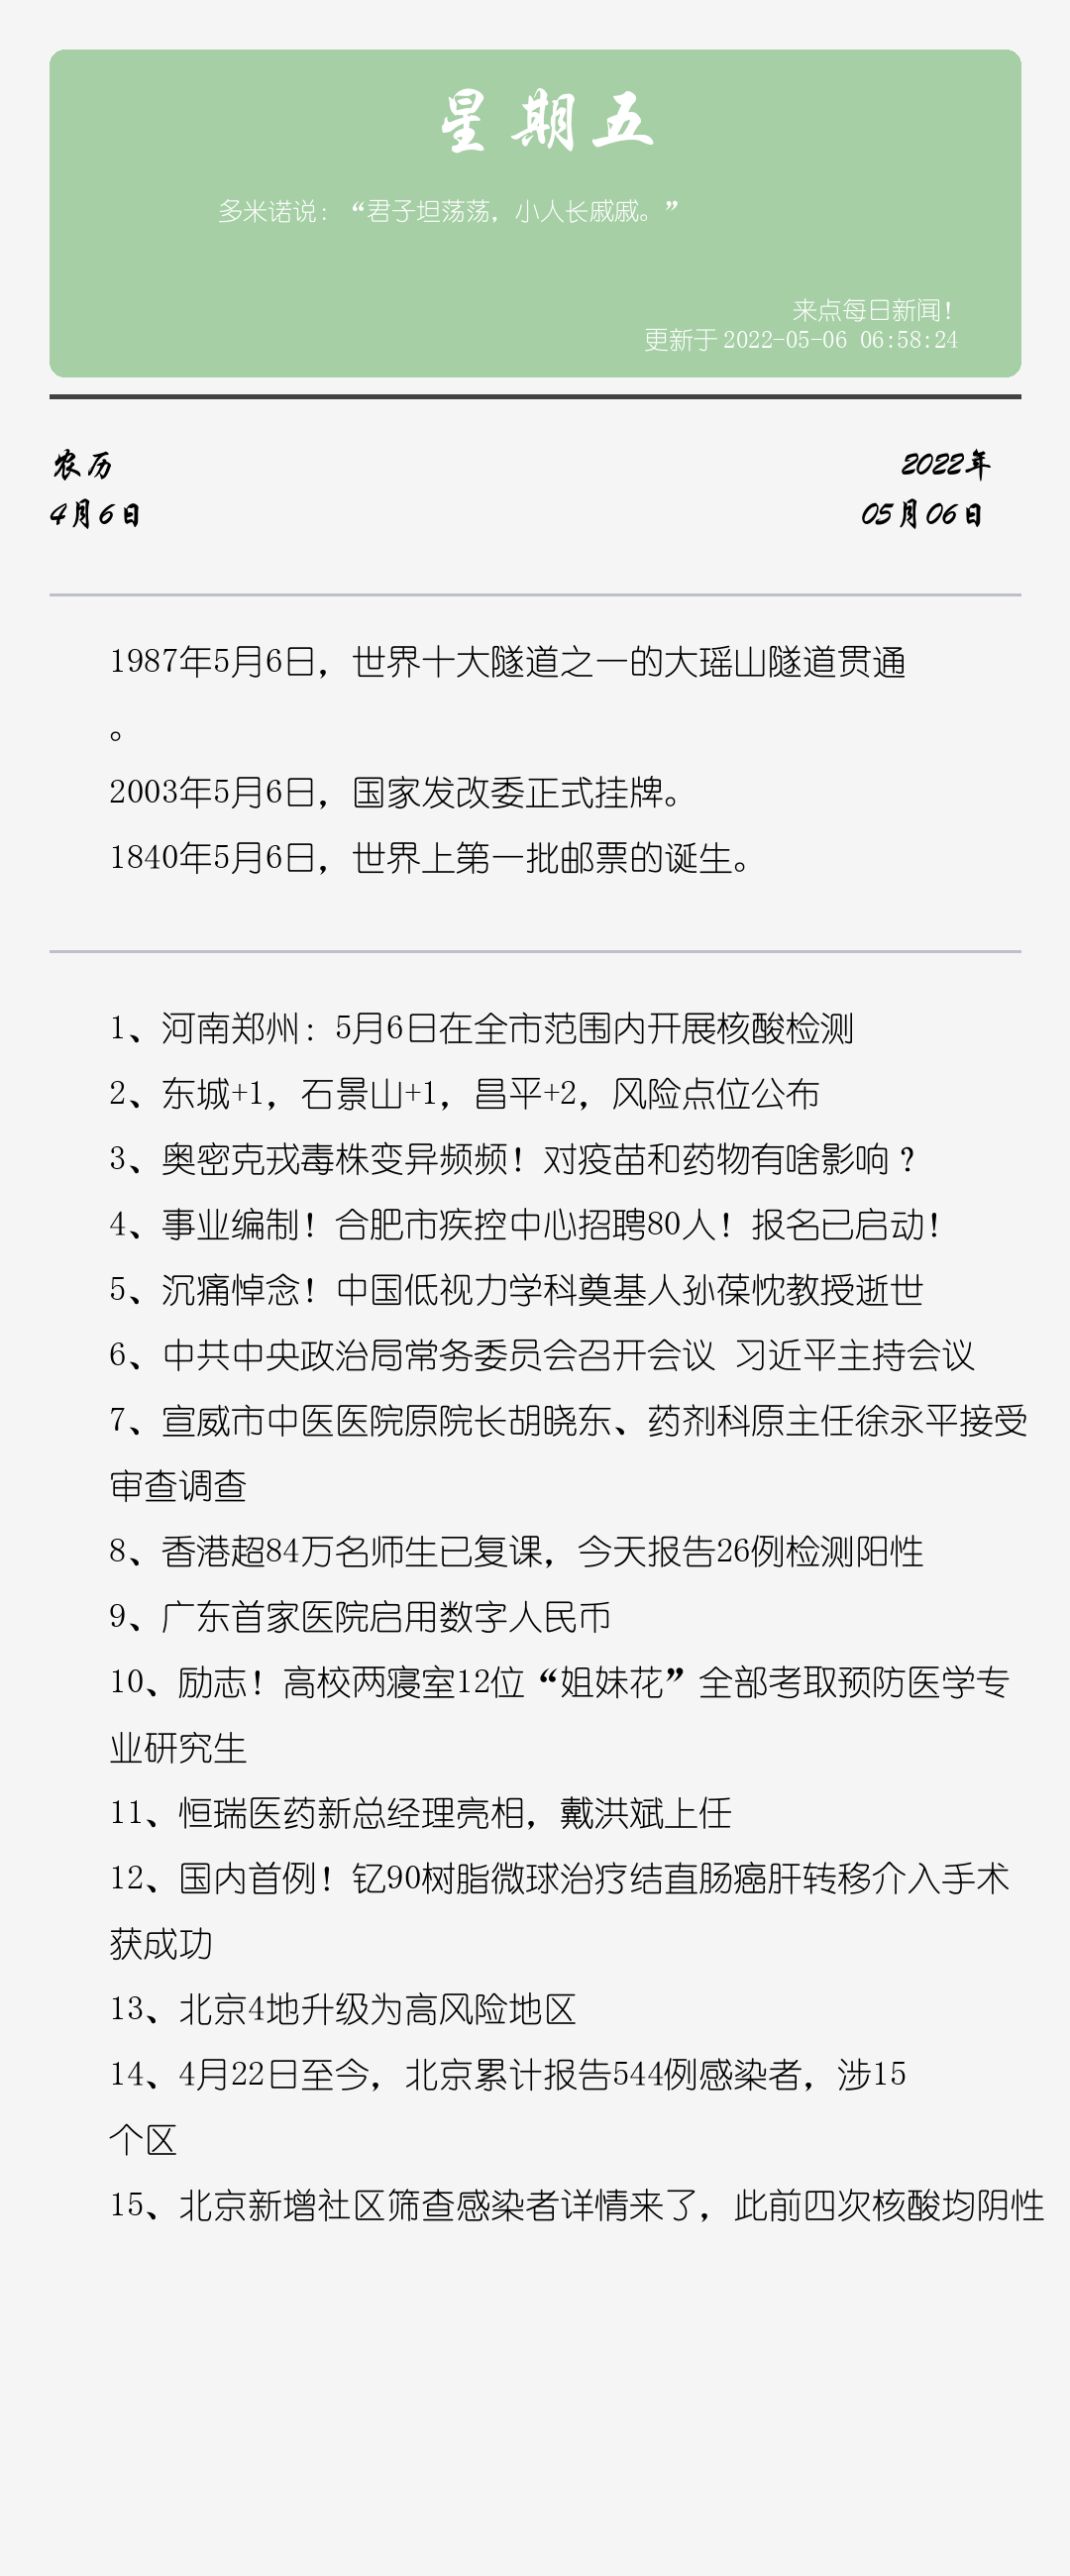 星期五
多米诺说：“君子坦荡荡，小人长戚戚。”
来点每日新闻！
更新于 2022-05-06 06:58:24
农历
2022年
4月6日
05月06日
1987年5月6日，世界十大隧道之一的大瑶山隧道贯通
。
2003年5月6日，国家发改委正式挂牌。
1840年5月6日，世界上第一批邮票的诞生。
1、河南郑州：5月6日在全市范围内开展核酸检测
2、东城+1，石景山+1，昌平+2，风险点位公布
3、奥密克戎毒株变异频频！对疫苗和药物有啥影响？
4、事业编制！合肥市疾控中心招聘80人！报名已启动！
5、沉痛悼念！中国低视力学科奠基人孙葆忱教授逝世
6、中共中央政治局常务委员会召开会议 习近平主持会议
7、宣威市中医医院原院长胡晓东、药剂科原主任徐永平接受
审查调查
8、香港超84万名师生已复课，今天报告26例检测阳性
9、广东首家医院启用数字人民币
10、励志！高校两寝室12位“姐妹花”全部考取预防医学专
业研究生
11、恒瑞医药新总经理亮相，戴洪斌上任
12、国内首例！钇90树脂微球治疗结直肠癌肝转移介入手术
获成功
13、北京4地升级为高风险地区
14、4月22日至今，北京累计报告544例感染者，涉15
个区
15、北京新增社区筛查感染者详情来了，此前四次核酸均阴性